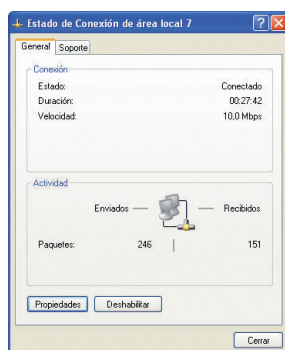 Estado de Conexión de área local 7
General Soporte
Conexión
Estado: Conectado
Duración: 00:27:42
Velocidad: 10,0 Mbps
Actividad
Enviados — — Recibidos
Paquetes: 246 | 151
Propiedades Deshabilitar
Cerrar